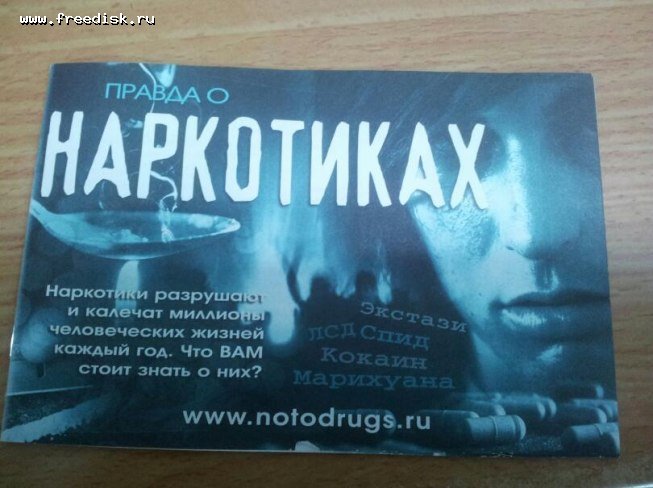 www.freedisk.ru
ПРАВДА О
НАРКОТИКАХ
Наркотики разрушают
и калечат миллионы
человеческих жизней
каждый год. Что ВАМ
стоит знать о них?
Экстази
ЛСД Спид
Кокаин
Марихуана
www.notodrugs.ru